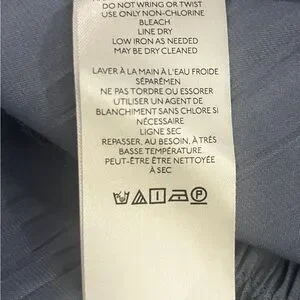 DO NOT WRING OR TWIST
USE ONLY NON-CHLORINE
BLEACH
LINE DRY
LOW IRON AS NEEDED
MAY BE DRY CLEANED
LAVER À LA MAIN À L'EAU FROIDE
SÉPARÉMEN
NE PAS TORDRE OU ESSORER
UTILISER UN AGENT DE
BLANCHIMENT SANS CHLORE SI
NÉCESSAIRE
LIGNE SEC
REPASSER, AU BESOIN, À TRÈS
BASSE TEMPÉRATURE.
PEUT-ÊTRE ÊTRE NETTOYÉE
À SEC
P